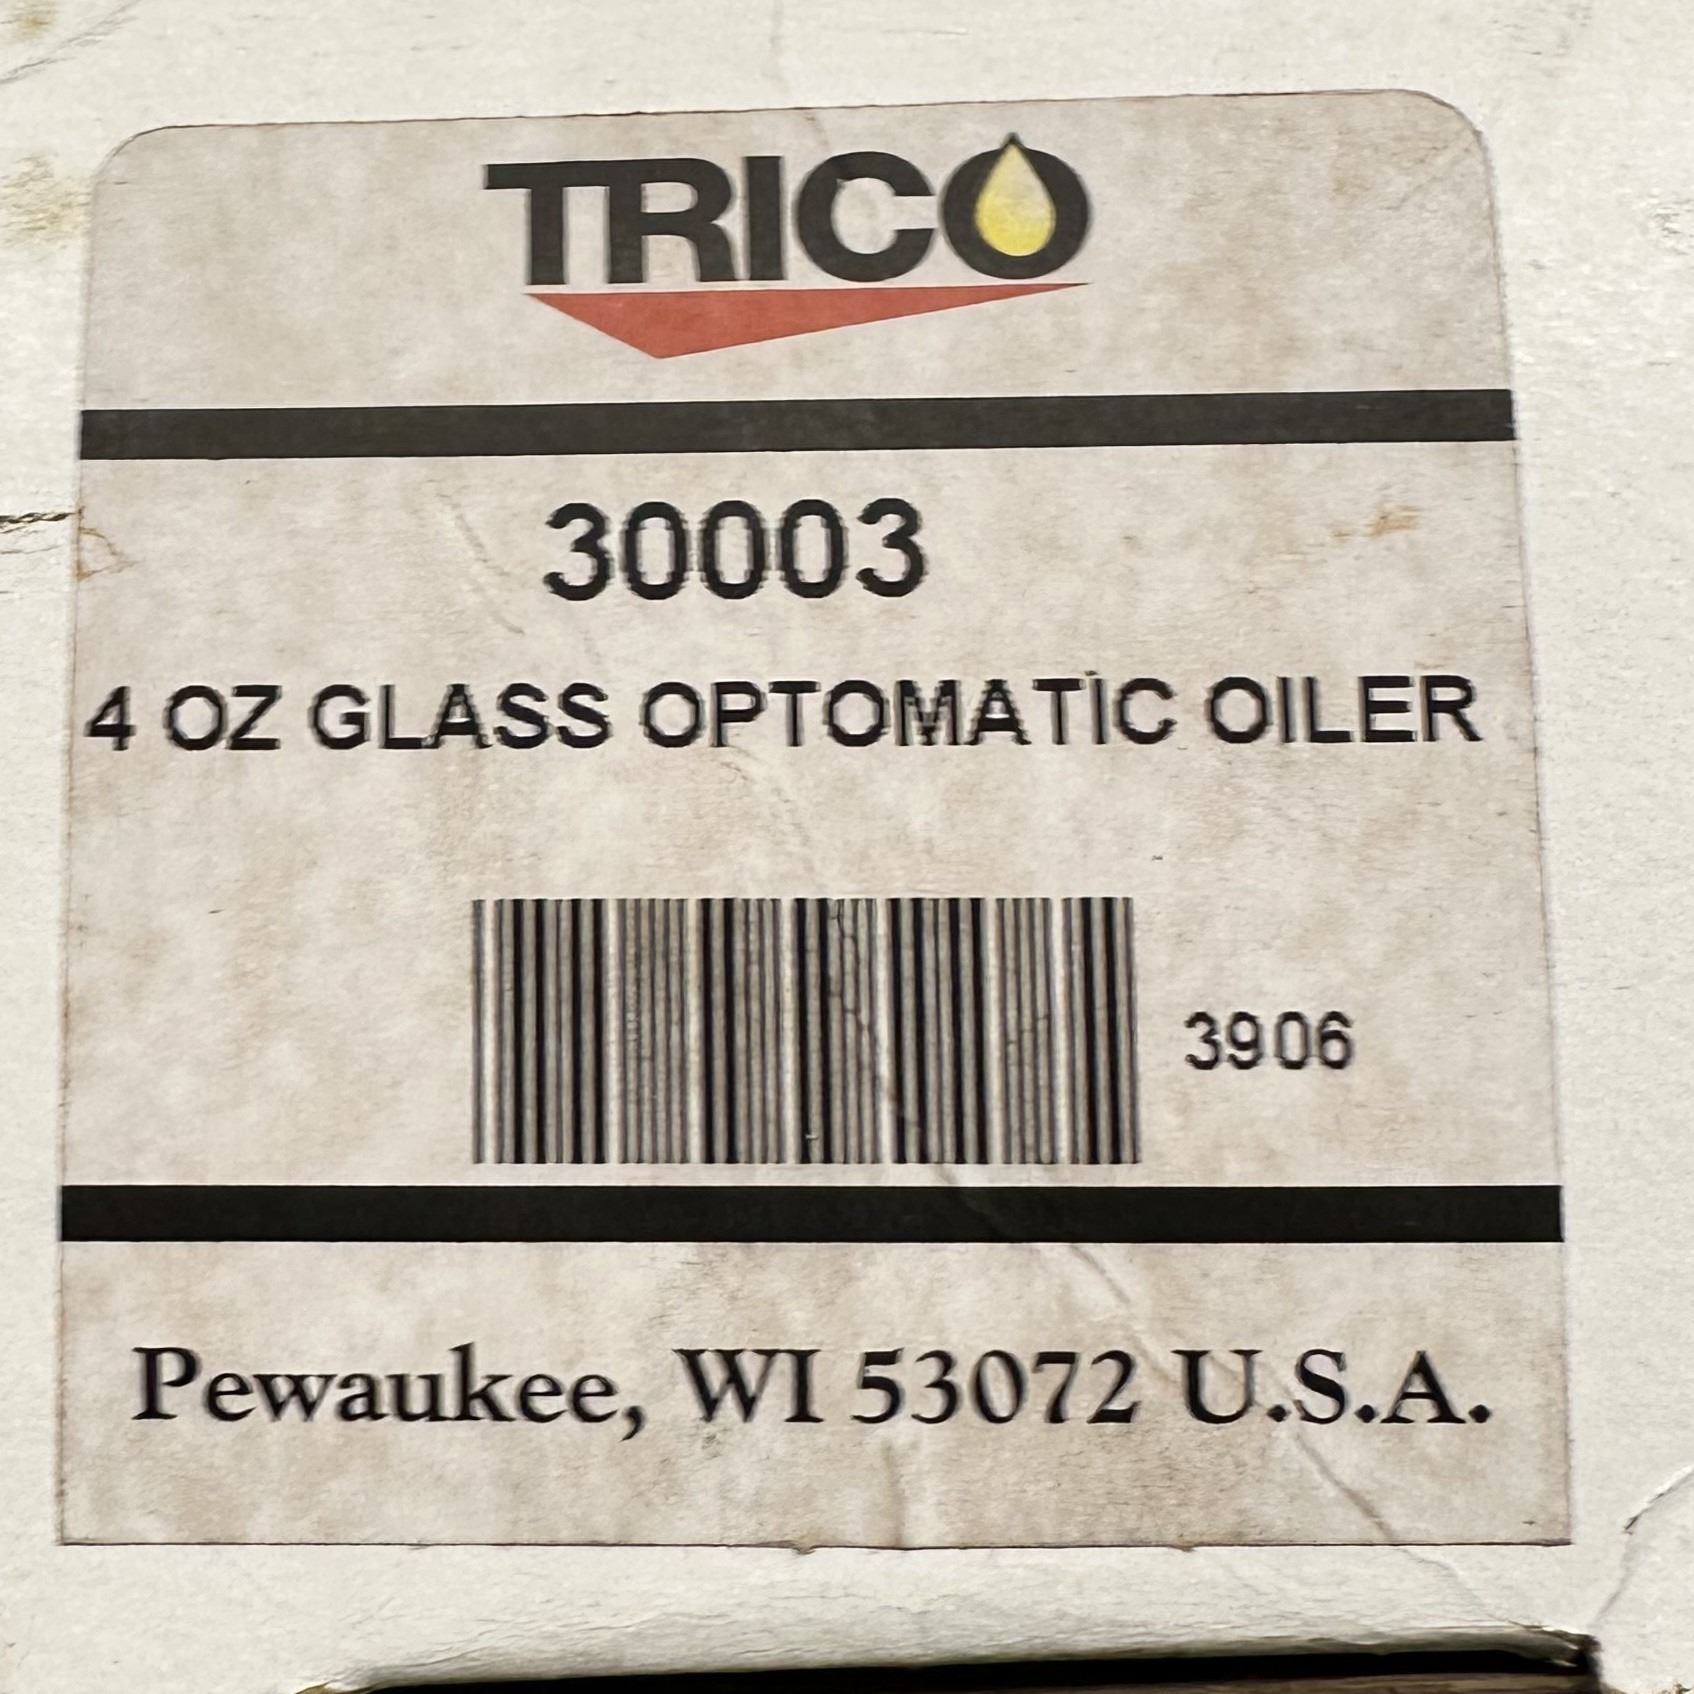 TRICO
30003
4 OZ GLASS OPTOMATIC OILER
3906
Pewaukee, WI 53072 U.S.A.